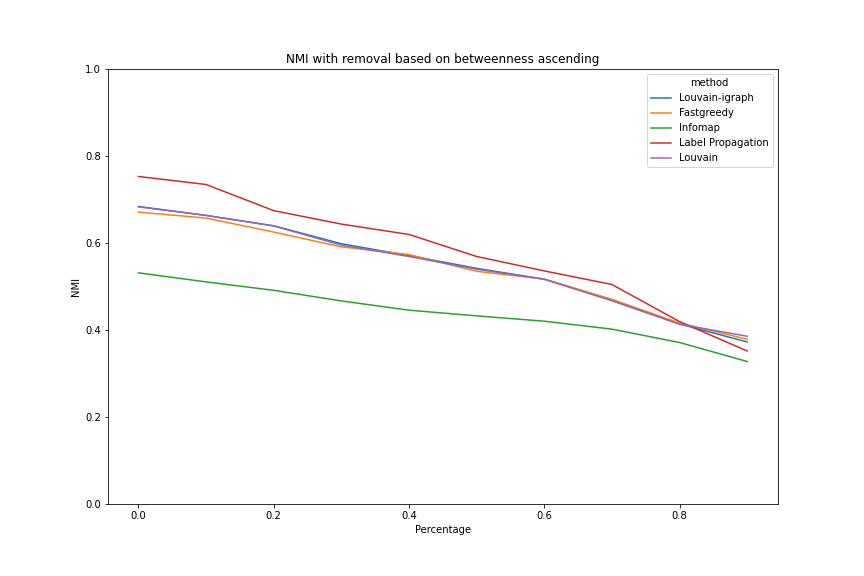 NMI with removal based on betweenness ascending
method
Louvain-igraph
Fastgreedy
Infomap
Label Propagation
Louvain
1.0
0.8
0.6
0.4
0.2
0.0
NMI
0.0 0.2 0.4 0.6 0.8
Percentage